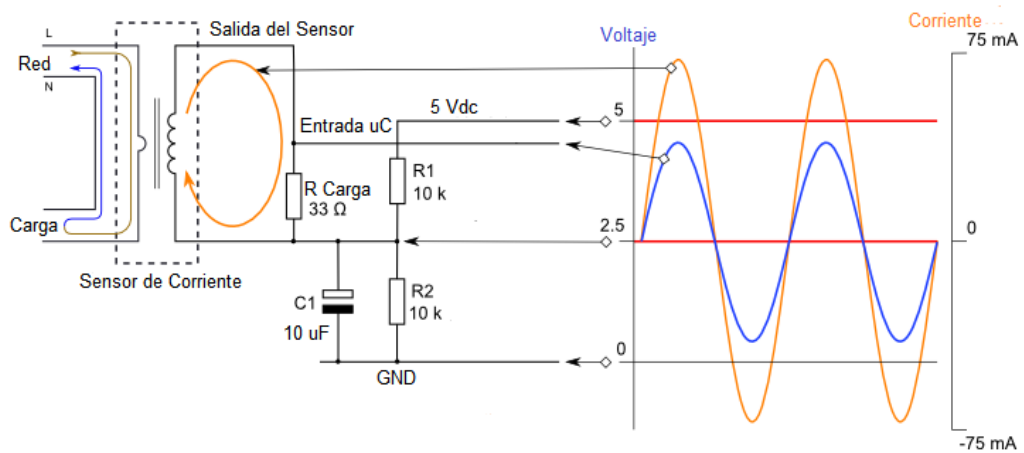 Corriente
L
Salida del Sensor
Voltaje
75 mA
Red
N
5 Vdc
5
Entrada uC
R1
10 k
R Carga
33 Ω
Carga
2.5
0
Sensor de Corriente
C1
10 uF
R2
10k
0
GND
-75 mA